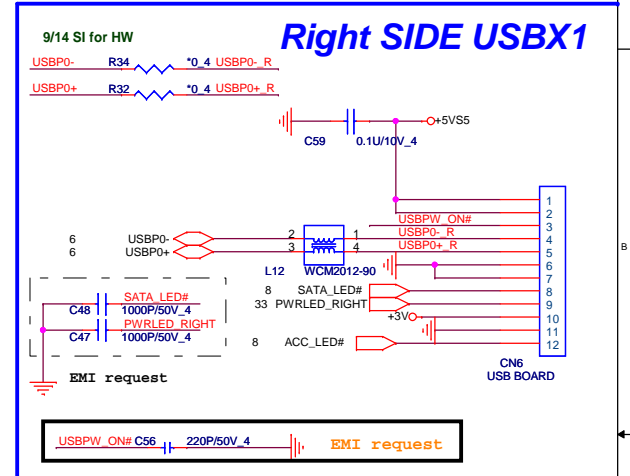 9/14 SI for HW
Right SIDE USBX1
USBP0- R34 *0_4 USBP0-_R
USBP0+ R32 *0_4 USBP0+_R
+5VS5
C59 0.1U/10V_4
1
2
USBPW_ON# 3
6 USBP0- 2 1 USBP0-_R 4
6 USBP0+ 3 4 USBP0+_R 5
6
L12 WCM2012-90
7
8 SATA_LED# 8
33 PWRLED_RIGHT 9
+3V 10
11
8 ACC_LED# 12
CN6
USB BOARD
SATA_LED#
C48 1000P/50V_4
PWRLED_RIGHT
C47 1000P/50V_4
EMI request
USBPW_ON# C56 220P/50V_4 EMI request
B